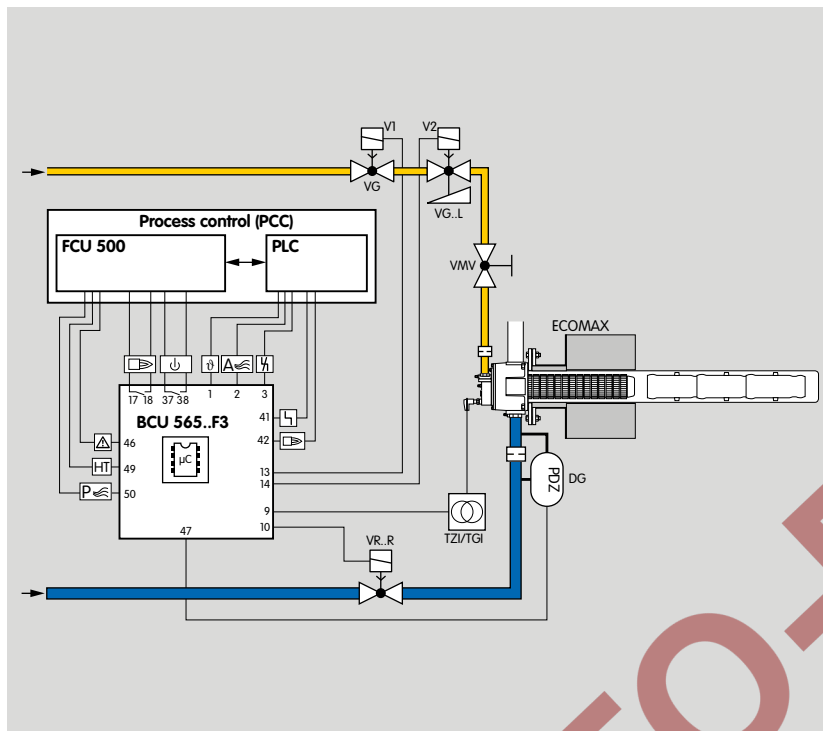 V1
V2
VG
VG..L
Process control (PCC)
FCU 500
PLC
VMV
ECOMAX
ϑ
A
17 18
37 38
1
2
3
BCU 565..F3
µC
41
42
46
HT
49
P
50
13
14
9
10
47
PDZ
DG
TZI/TGI
VR..R
TO-